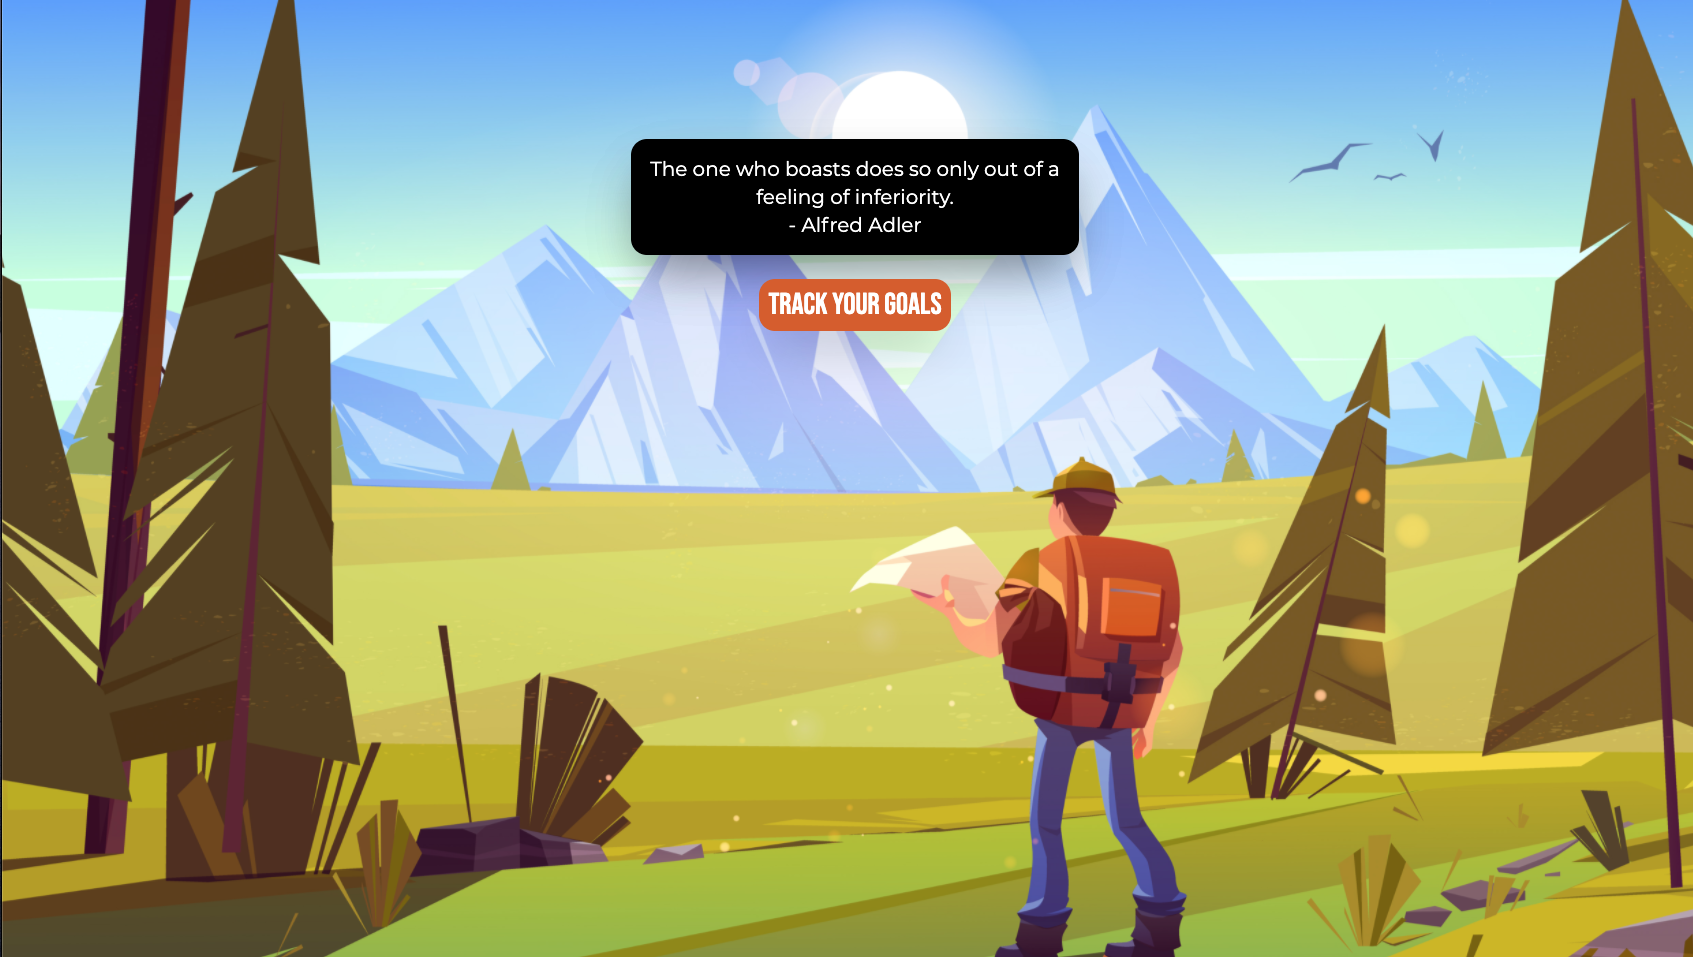 The one who boasts does so only out of a
feeling of inferiority.
- Alfred Adler
TRACK YOUR GOALS